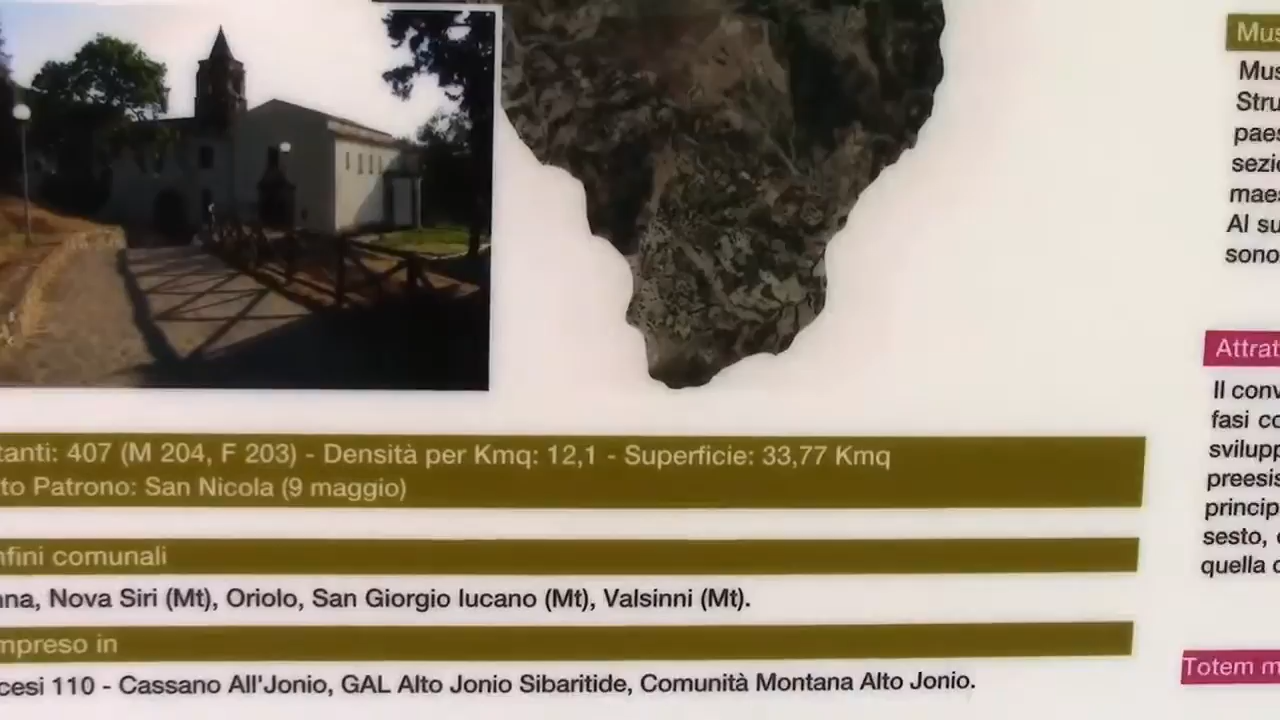 tanti: 407 (M 204, F 203) - Densità per Kmq: 12,1 - Superficie: 33,77 Kmq
to Patrono: San Nicola (9 maggio)
nfini comunali
nna, Nova Siri (Mt), Oriolo, San Giorgio lucano (Mt), Valsinni (Mt).
mpreso in
cesi 110 - Cassano All'Jonio, GAL Alto Jonio Sibaritide, Comunità Montana Alto Jonio.
Mus
Mus
Stru
paes
sezio
maes
Al su
sono
Attrat
Il conv
fasi co
svilupp
preesis
princip
sesto,
quella
Totem m